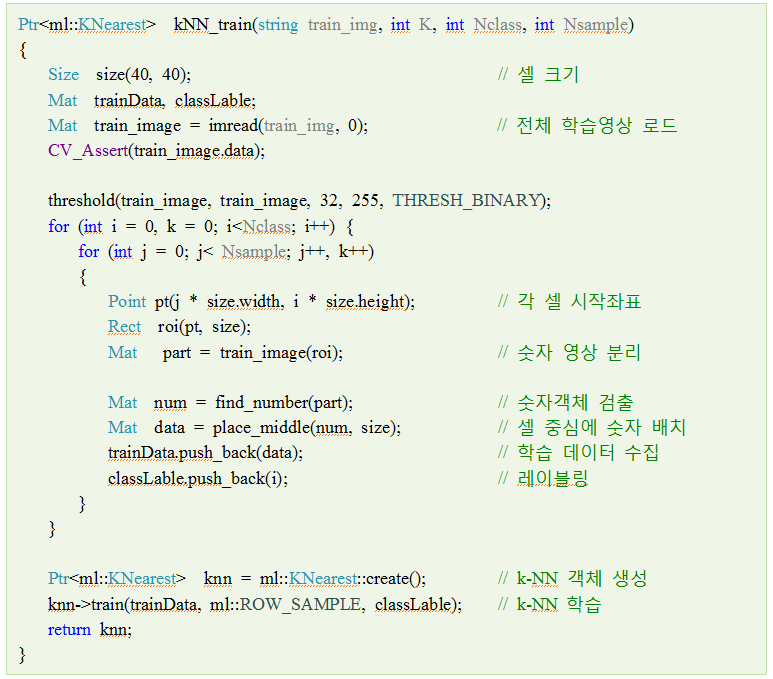 Ptr<ml::KNearest> kNN_train(string train_img, int K, int Nclass, int Nsample)
{
Size size(40, 40); // 셀 크기
Mat trainData, classLable;
Mat train_image = imread(train_img, 0); // 전체 학습영상 로드
CV_Assert(train_image.data);
threshold(train_image, train_image, 32, 255, THRESH_BINARY);
for (int i = 0, k = 0; i<Nclass; i++) {
for (int j = 0; j< Nsample; j++, k++)
{
Point pt(j * size.width, i * size.height); // 각 셀 시작좌표
Rect roi(pt, size);
Mat part = train_image(roi); // 숫자 영상 분리
Mat num = find_number(part); // 숫자객체 검출
Mat data = place_middle(num, size); // 셀 중심에 숫자 배치
trainData.push_back(data); // 학습 데이터 수집
classLable.push_back(i); // 레이블링
}
}
Ptr<ml::KNearest> knn = ml::KNearest::create(); // k-NN 객체 생성
knn->train(trainData, ml::ROW_SAMPLE, classLable); // k-NN 학습
return knn;
}